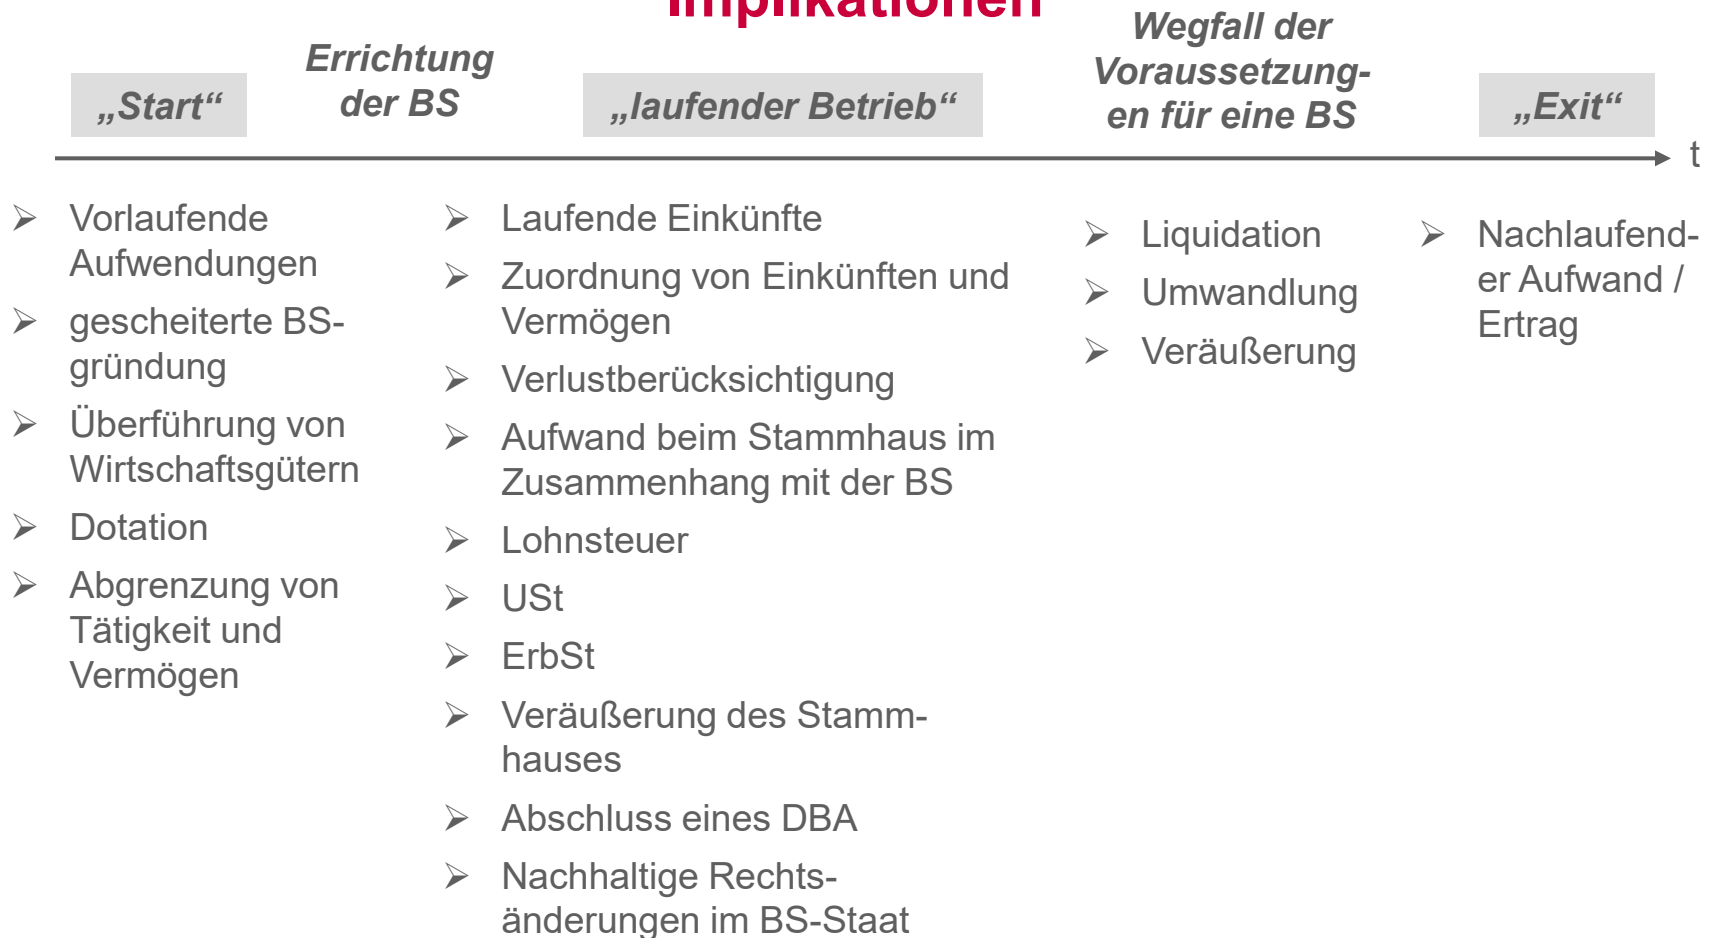 Implikationen
„Start“
Errichtung
der BS
„laufender Betrieb“
Wegfall der
Voraussetzung-
en für eine BS
„Exit“
t
➢ Vorlaufende
Aufwendungen
➢ gescheiterte BS-
gründung
➢ Überführung von
Wirtschaftsgütern
➢ Dotation
➢ Abgrenzung von
Tätigkeit und
Vermögen
➢ Laufende Einkünfte
➢ Zuordnung von Einkünften und
Vermögen
➢ Verlustberücksichtigung
➢ Aufwand beim Stammhaus im
Zusammenhang mit der BS
➢ Lohnsteuer
➢ USt
➢ ErbSt
➢ Veräußerung des Stamm-
hauses
➢ Abschluss eines DBA
➢ Nachhaltige Rechts-
änderungen im BS-Staat
➢ Liquidation
➢ Umwandlung
➢ Veräußerung
➢ Nachlaufend-
er Aufwand /
Ertrag